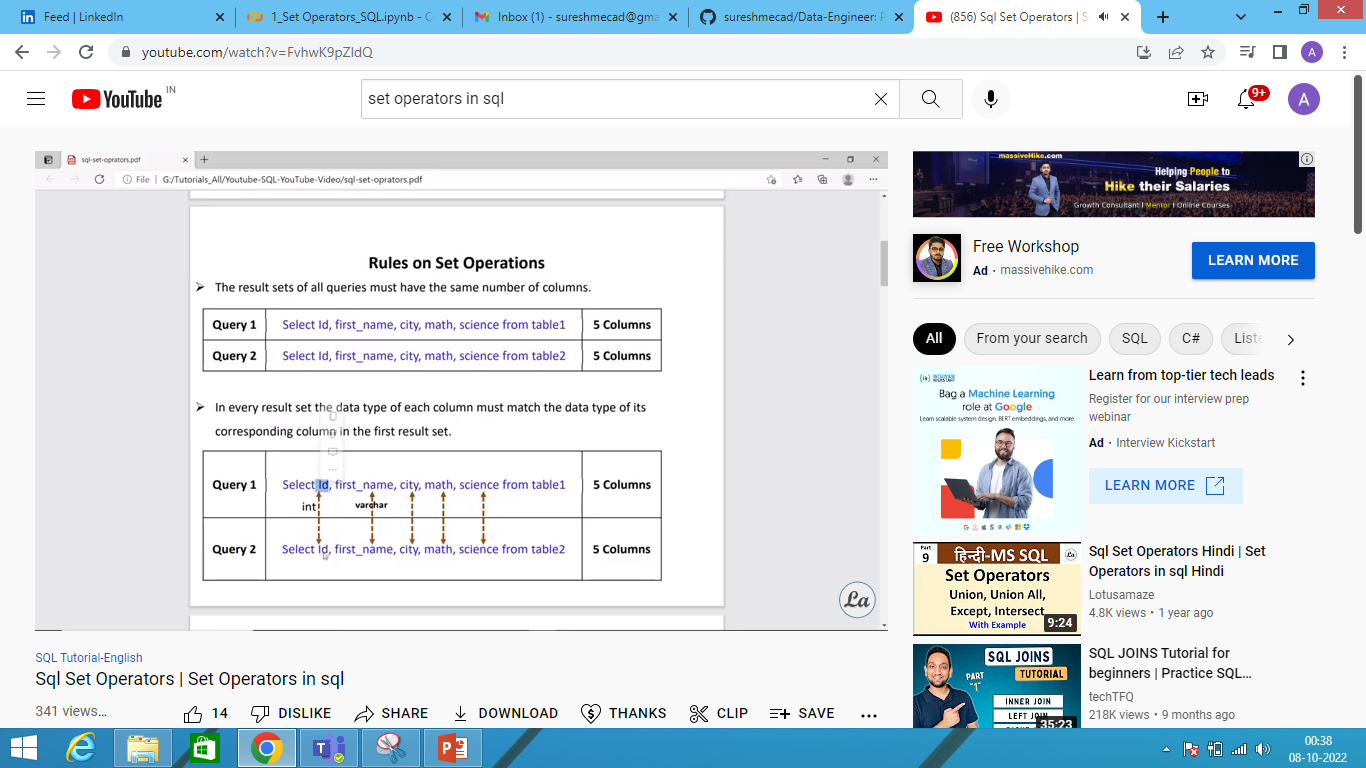 Feed | LinkedIn
1_Set Operators_SQL.ipynb - C
Inbox (1) - sureshmecad@gma
sureshmecad/Data-Engineer: P
(856) Sql Set Operators | S
youtube.com/watch?v=FvhwK9pZIdQ
A
YouTube IN
set operators in sql
9+
A
sql-set-oprators.pdf
File | G:/Tutorials_All/Youtube-SQL-YouTube-Video/sql-set-oprators.pdf
Rules on Set Operations
➢ The result sets of all queries must have the same number of columns.
Query 1 Select Id, first_name, city, math, science from table1 5 Columns
Query 2 Select Id, first_name, city, math, science from table2 5 Columns
➢ In every result set the data type of each column must match the data type of its
corresponding column in the first result set.
Query 1 Select Id, first_name, city, math, science from table1 5 Columns
int varchar
Query 2 Select Id, first_name, city, math, science from table2 5 Columns
La
SQL Tutorial-English
Sql Set Operators | Set Operators in sql
341 views...
14
DISLIKE
SHARE
DOWNLOAD
THANKS
CLIP
SAVE
massiveHike.com
Helping People to
Hike their Salaries
Growth Consultant | Mentor | Online Courses
Free Workshop
Ad · massivehike.com
LEARN MORE
All
From your search
SQL
C#
Liste
INTERVIEW KICKSTART
Bag a Machine Learning
role at Google
Learn scalable system design, BERT embeddings, and more
Learn from top-tier tech leads
Register for our interview prep
webinar
Ad · Interview Kickstart
LEARN MORE
Part
9
हिन्दी-MS SQL
La
Set Operators
Union, Union All,
Except, Intersect
With Example
9:24
Sql Set Operators Hindi | Set
Operators in sql Hindi
Lotusamaze
4.8K views · 1 year ago
SQL JOINS
TUTORIAL
PART
"1"
INNER JOIN
LEFT JOIN
35:23
SQL JOINS Tutorial for
beginners | Practice SQL...
techTFQ
218K views · 9 months ago
00:38
08-10-2022